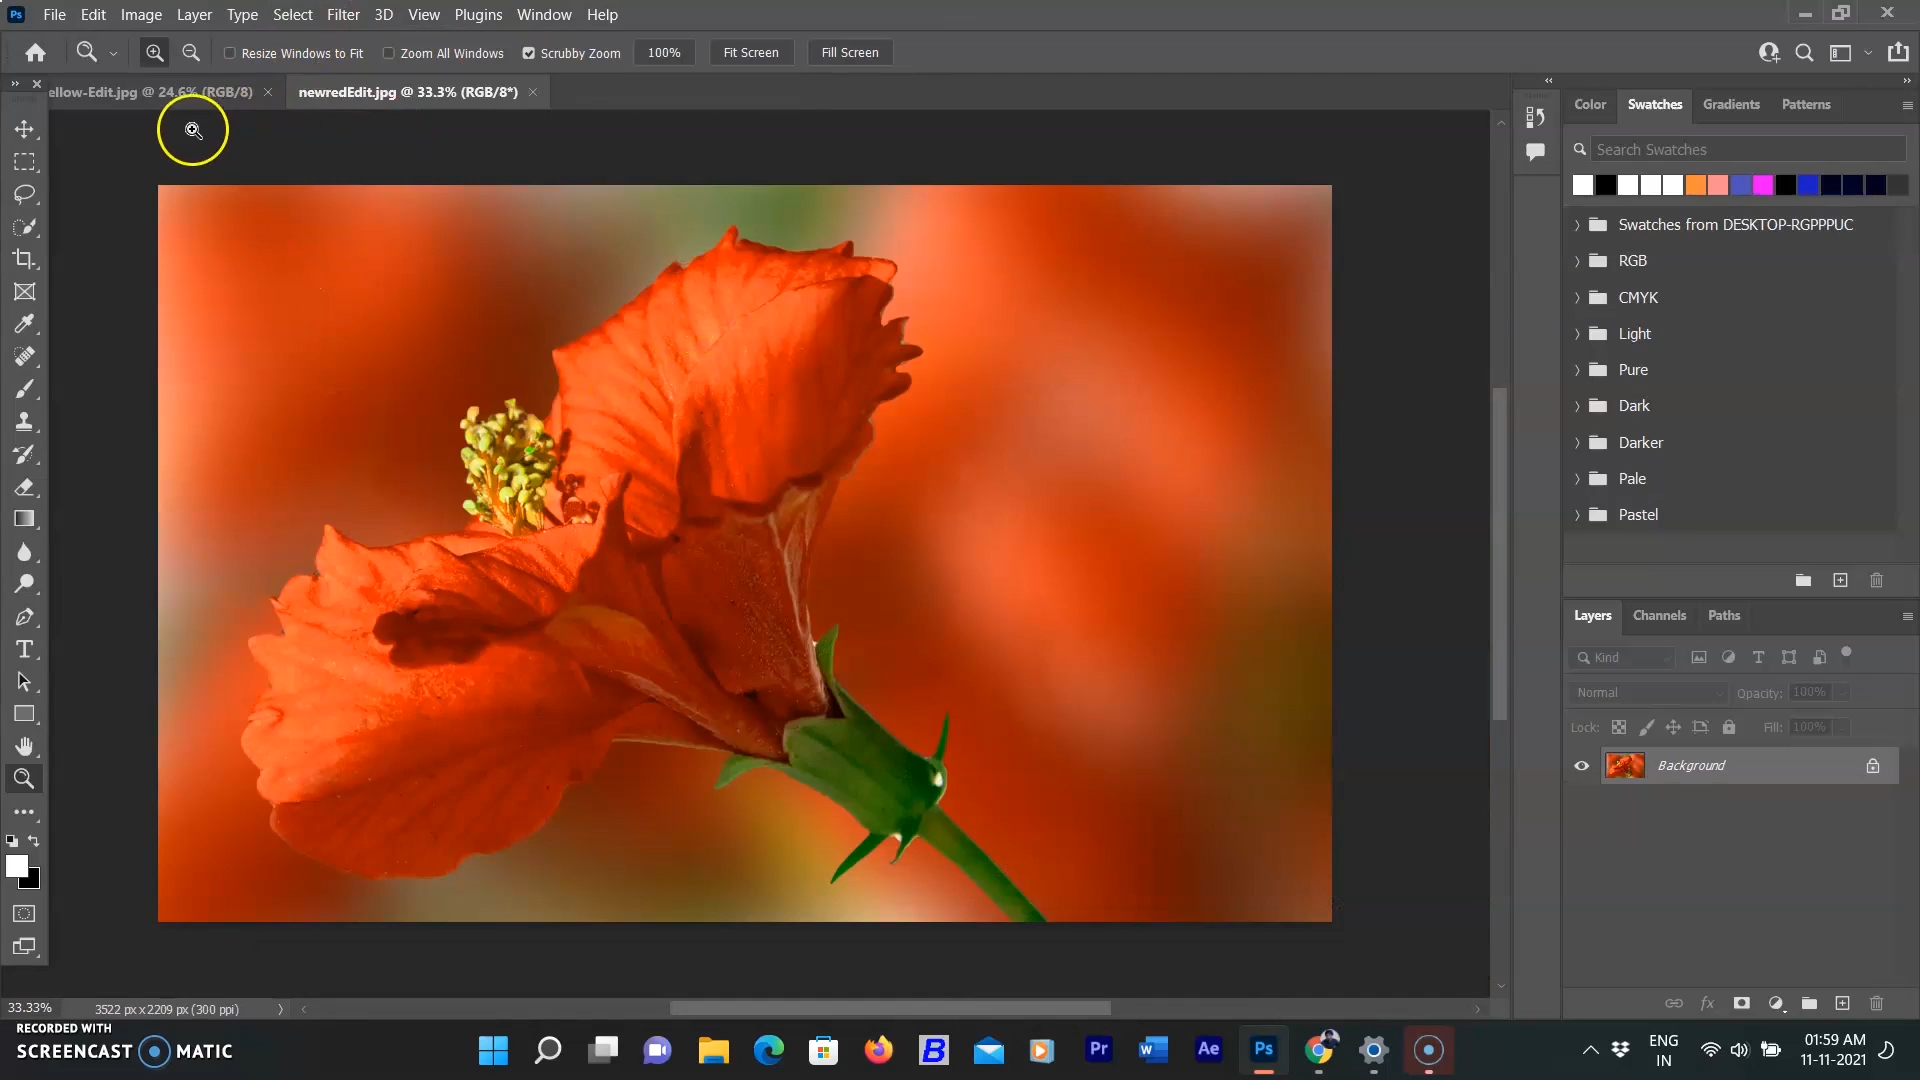 Ps File Edit Image Layer Type Select Filter 3D View Plugins Window Help
Resize Windows to Fit Zoom All Windows Scrubby Zoom 100% Fit Screen Fill Screen
ellow-Edit.jpg @ 24.6% (RGB/8) newredEdit.jpg @ 33.3% (RGB/8*)
Color Swatches Gradients Patterns
Search Swatches
Swatches from DESKTOP-RGPPPUC
RGB
CMYK
Light
Pure
Dark
Darker
Pale
Pastel
Layers Channels Paths
Kind
Normal Opacity: 100%
Lock: Fill: 100%
Background
33.33% 3522 px x 2209 px (300 ppi)
RECORDED WITH
SCREENCAST MATIC
B Pr W Ae Ps
ENG
IN
01:59 AM
11-11-2021